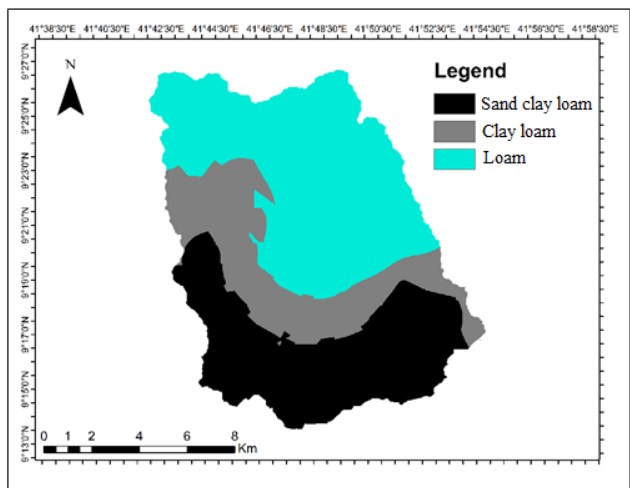 41°38'30"E 41°40'30"E 41°42'30"E 41°44'30"E 41°46'30"E 41°48'30"E 41°50'30"E 41°52'30"E 41°54'30"E 41°56'30"E 41°58'30"E
N
Legend
Sand clay loam
Clay loam
Loam
9°27'0"N
9°25'0"N
9°23'0"N
9°21'0"N
9°19'0"N
9°17'0"N
9°15'0"N
9°13'0"N
0 1 2 4 6 8
Km